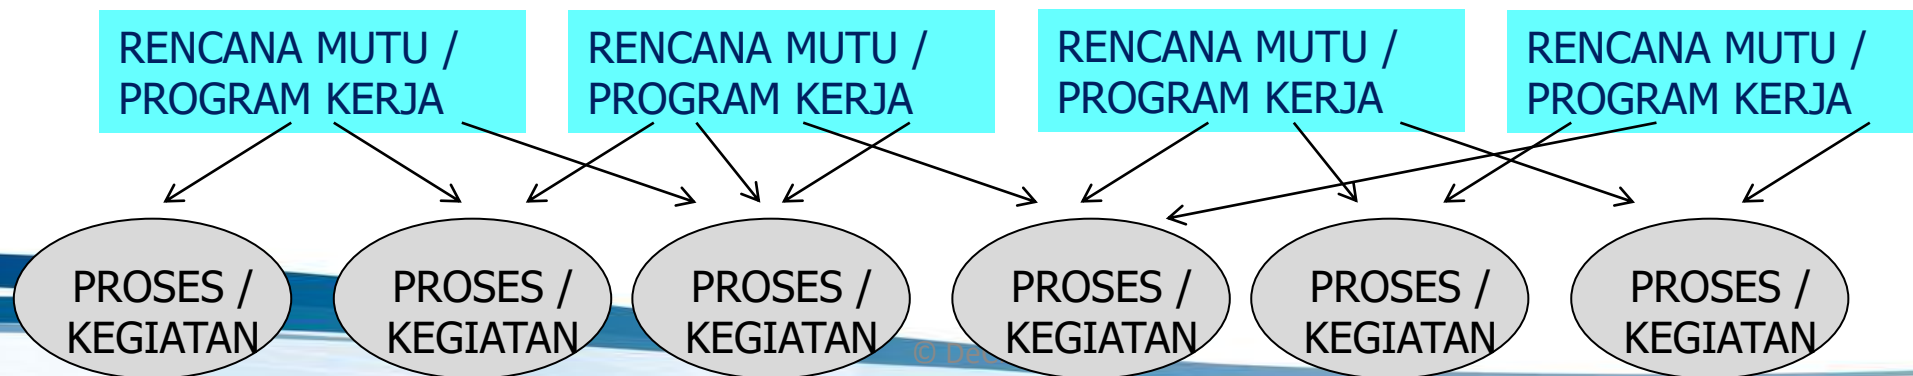 RENCANA MUTU /
PROGRAM KERJA
RENCANA MUTU /
PROGRAM KERJA
RENCANA MUTU /
PROGRAM KERJA
RENCANA MUTU /
PROGRAM KERJA
PROSES /
KEGIATAN
PROSES /
KEGIATAN
PROSES /
KEGIATAN
PROSES /
KEGIATAN
PROSES /
KEGIATAN
PROSES /
KEGIATAN
©